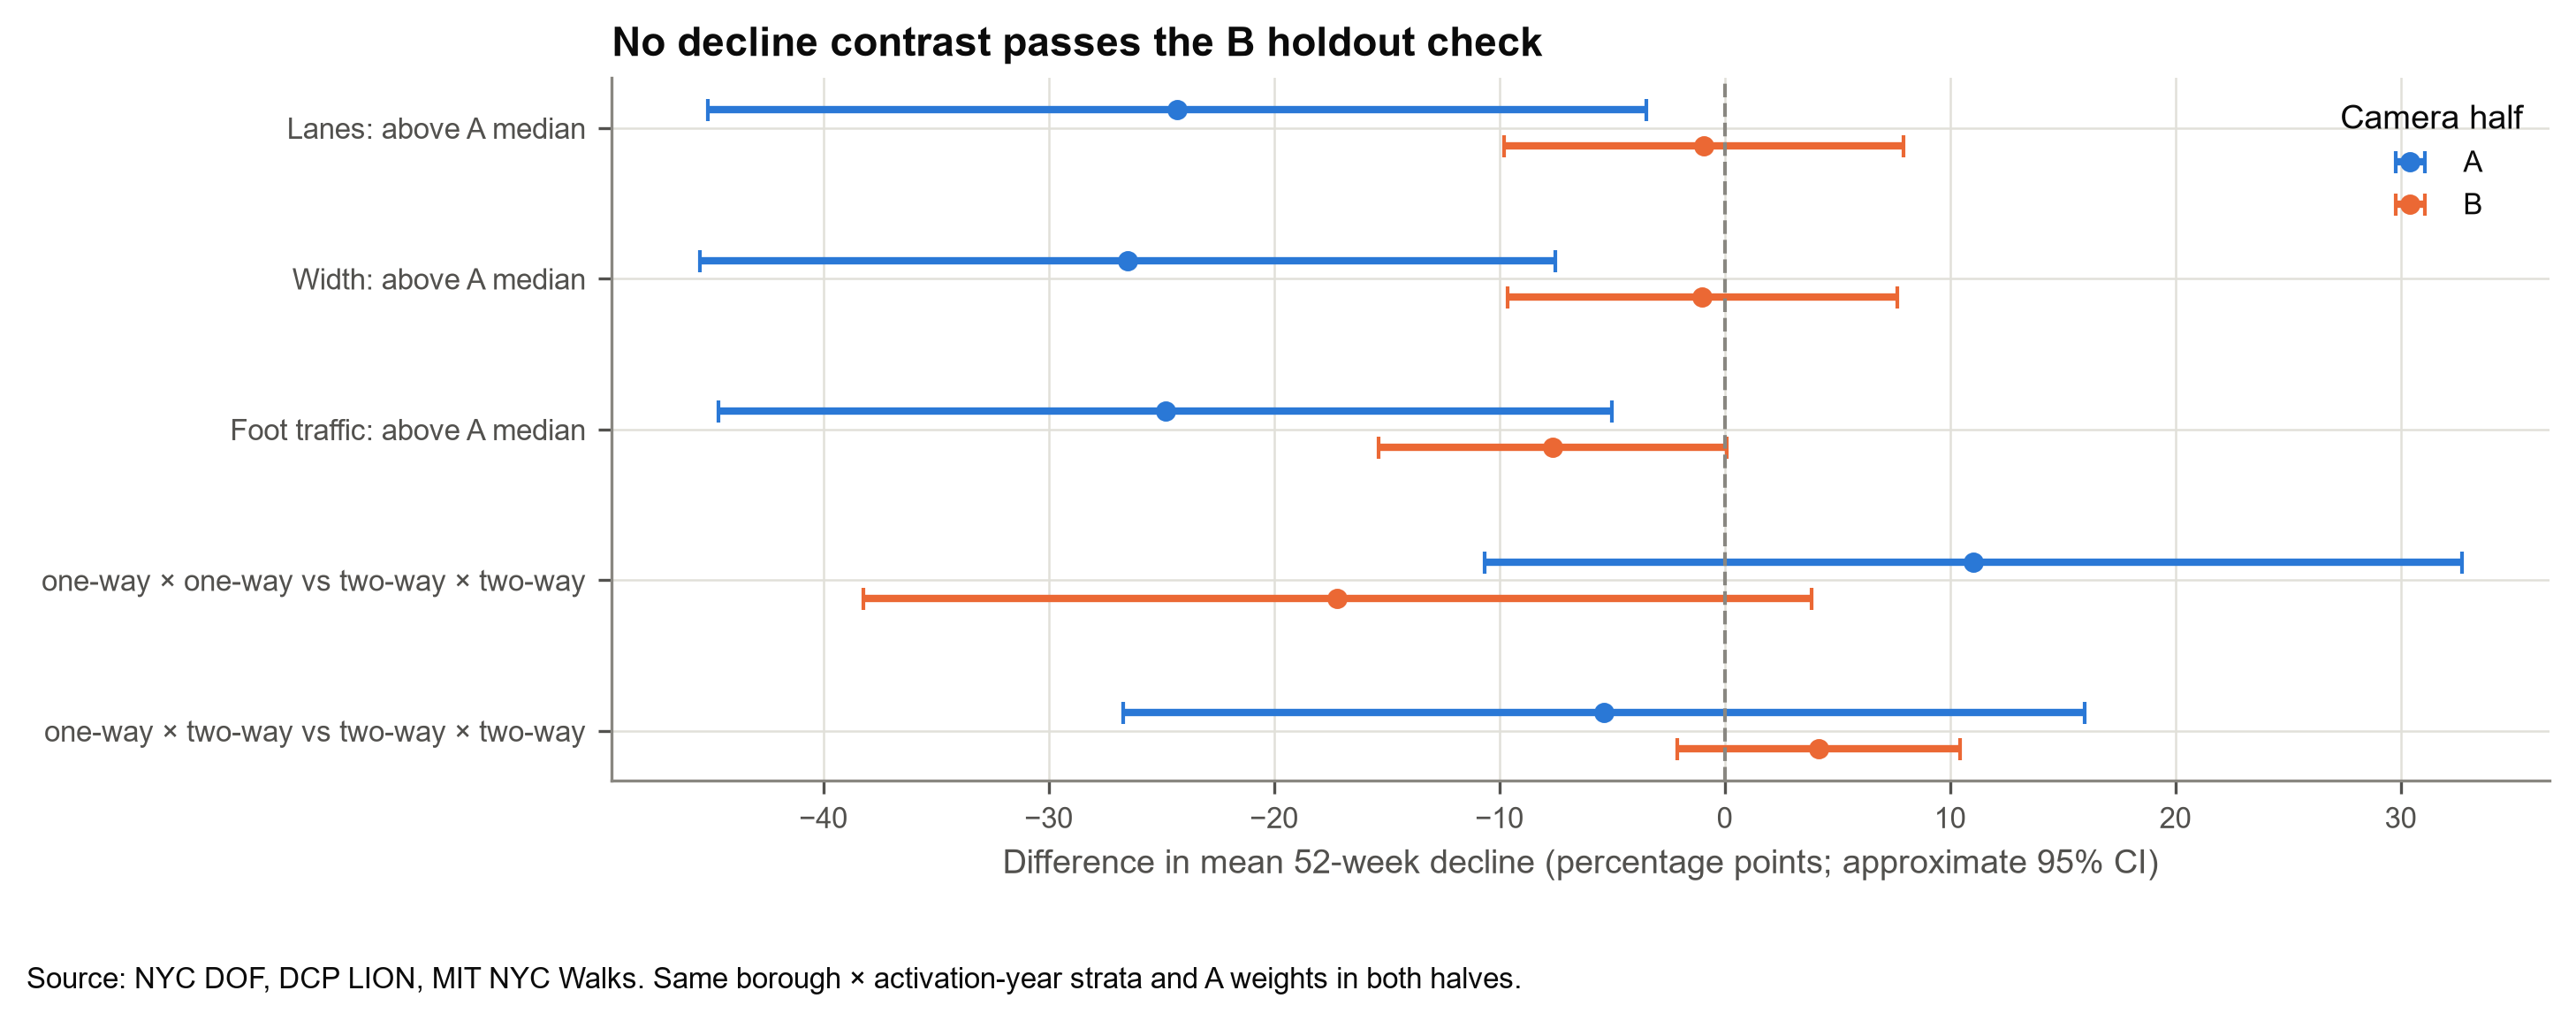 No decline contrast passes the B holdout check
Camera half
A
B
Lanes: above A median
Width: above A median
Foot traffic: above A median
one-way × one-way vs two-way × two-way
one-way × two-way vs two-way × two-way
−40 −30 −20 −10 0 10 20 30
Difference in mean 52-week decline (percentage points; approximate 95% CI)
Source: NYC DOF, DCP LION, MIT NYC Walks. Same borough × activation-year strata and A weights in both halves.